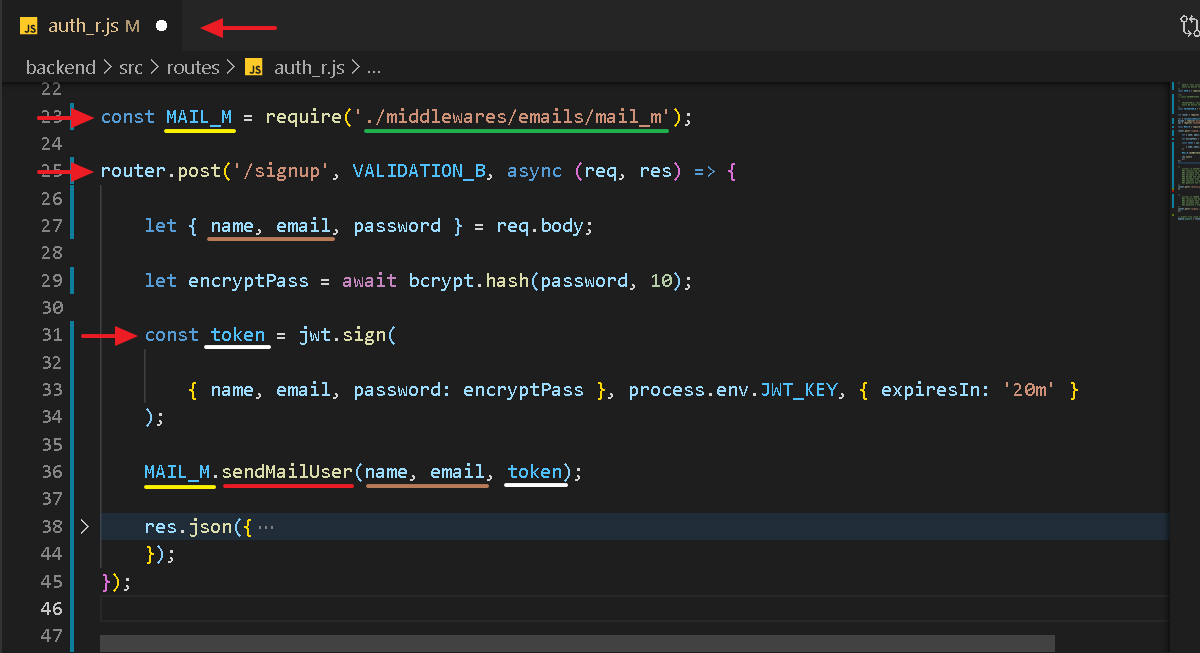 JS auth_r.js M
backend > src > routes > JS auth_r.js > ...
22
23 const MAIL_M = require('./middlewares/emails/mail_m');
24
25 router.post('/signup', VALIDATION_B, async (req, res) => {
26
27 let { name, email, password } = req.body;
28
29 let encryptPass = await bcrypt.hash(password, 10);
30
31 const token = jwt.sign(
32
33 { name, email, password: encryptPass }, process.env.JWT_KEY, { expiresIn: '20m' }
34 );
35
36 MAIL_M.sendMailUser(name, email, token);
37
38 > res.json({ ...
44 });
45 });
46
47